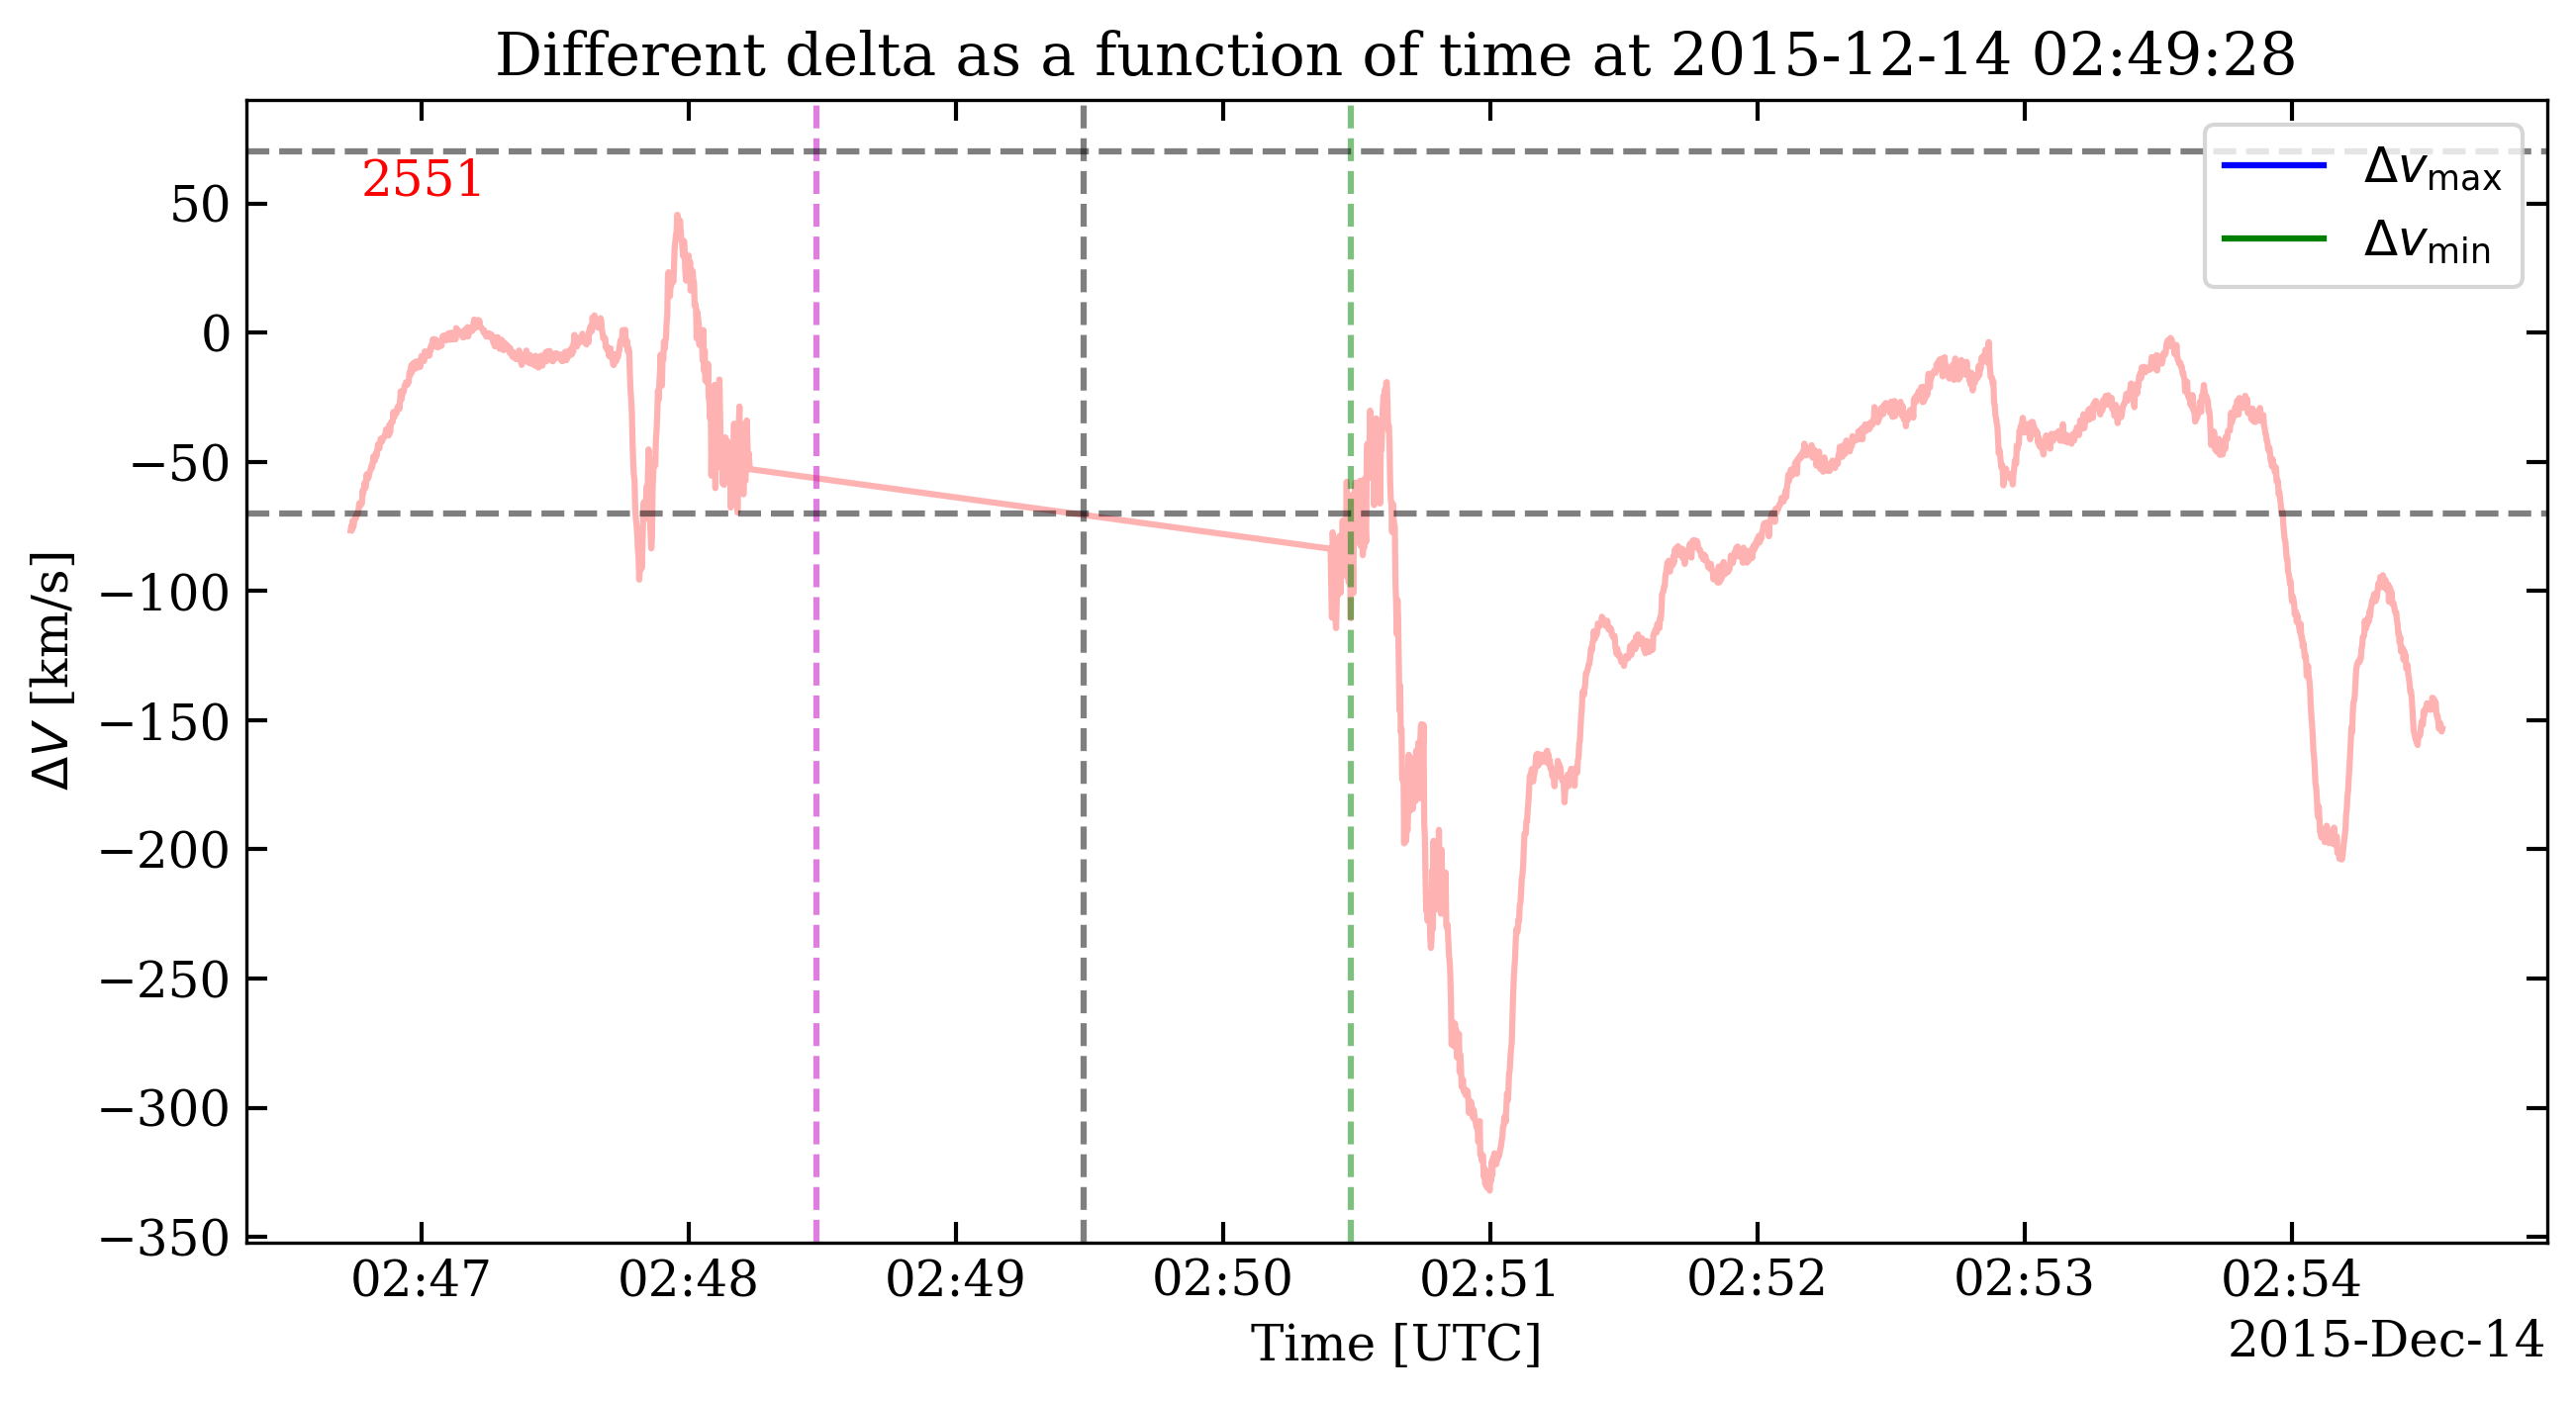 Different delta as a function of time at 2015-12-14 02:49:28
2551
Δv_max
Δv_min
50
0
−50
−100
−150
−200
−250
−300
−350
ΔV [km/s]
02:47 02:48 02:49 02:50 02:51 02:52 02:53 02:54
2015-Dec-14
Time [UTC]